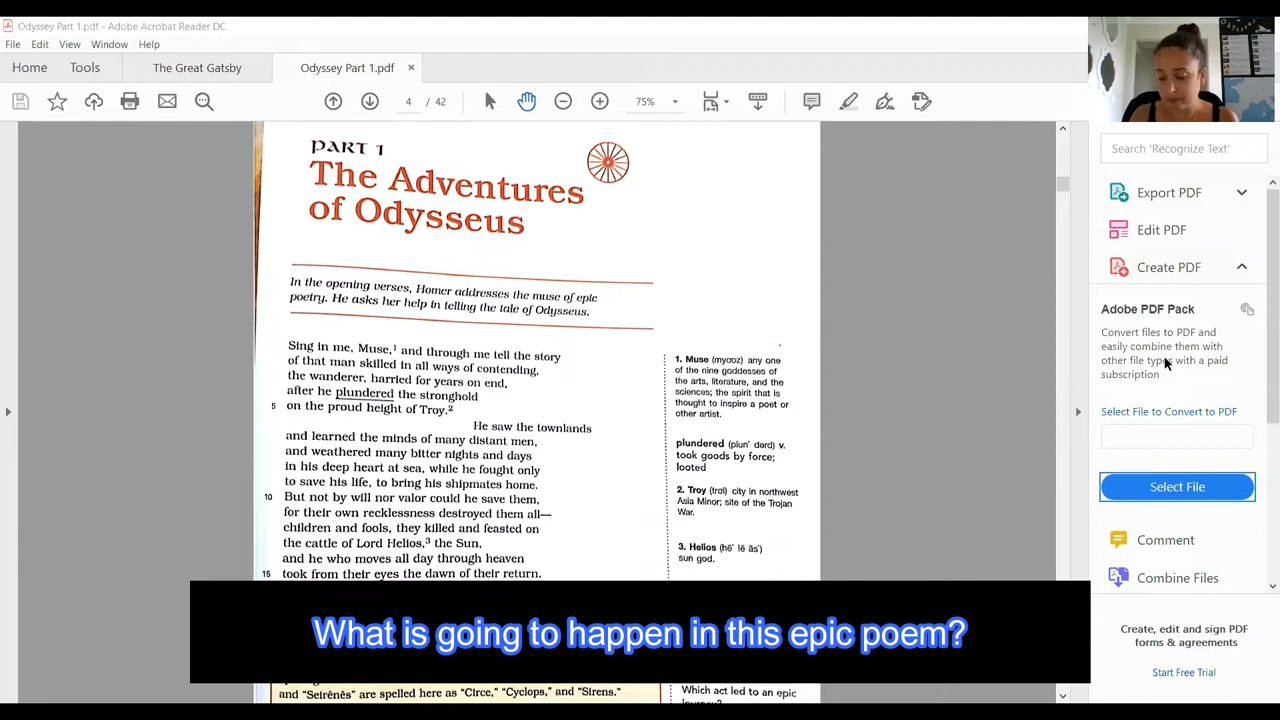 Odyssey Part 1.pdf - Adobe Acrobat Reader DC
File Edit View Window Help
Home Tools The Great Gatsby Odyssey Part 1.pdf ×
4 / 42 75%
PART 1
The Adventures
of Odysseus
In the opening verses, Homer addresses the muse of epic
poetry. He asks her help in telling the tale of Odysseus.
Sing in me, Muse,¹ and through me tell the story
of that man skilled in all ways of contending,
the wanderer, harried for years on end,
after he plundered the stronghold
5 on the proud height of Troy.²
He saw the townlands
and learned the minds of many distant men,
and weathered many bitter nights and days
in his deep heart at sea, while he fought only
to save his life, to bring his shipmates home.
10 But not by will nor valor could he save them,
for their own recklessness destroyed them all—
children and fools, they killed and feasted on
the cattle of Lord Helios,³ the Sun,
and he who moves all day through heaven
15 took from their eyes the dawn of their return.
and "Seirênês" are spelled here as "Circe," "Cyclops," and "Sirens."
1. Muse (myo͞oz) any one
of the nine goddesses of
the arts, literature, and the
sciences; the spirit that is
thought to inspire a poet or
other artist.
plundered (plun´ dərd) v.
took goods by force;
looted
2. Troy (troi) city in northwest
Asia Minor; site of the Trojan
War.
3. Helios (hē´ lē äs´)
sun god.
Which act led to an epic
What is going to happen in this epic poem?
Search 'Recognize Text'
Export PDF
Edit PDF
Create PDF
Adobe PDF Pack
Convert files to PDF and
easily combine them with
other file types with a paid
subscription
Select File to Convert to PDF
Select File
Comment
Combine Files
Create, edit and sign PDF
forms & agreements
Start Free Trial